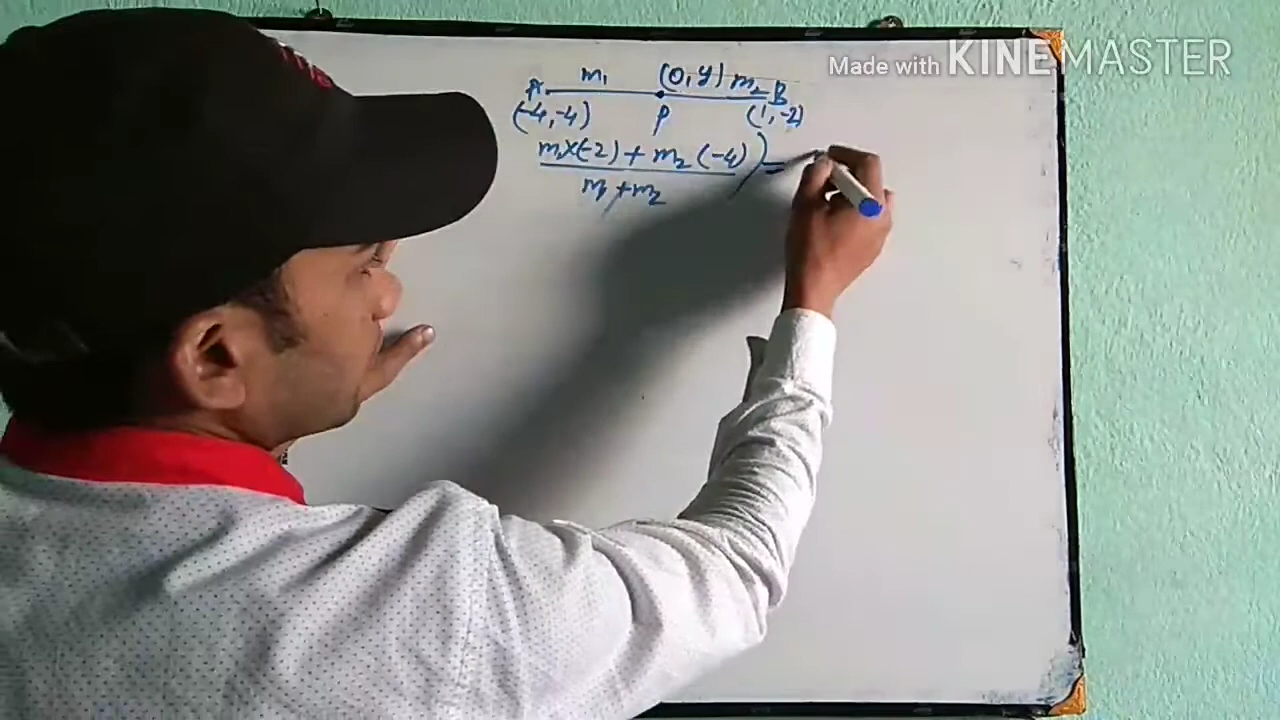 Made with KINEMASTER
A m₁ (0, y) m₂ B
(-4, -4) P (1, -2)
m₁×(-2) + m₂ (-4) ) =
m₁ + m₂